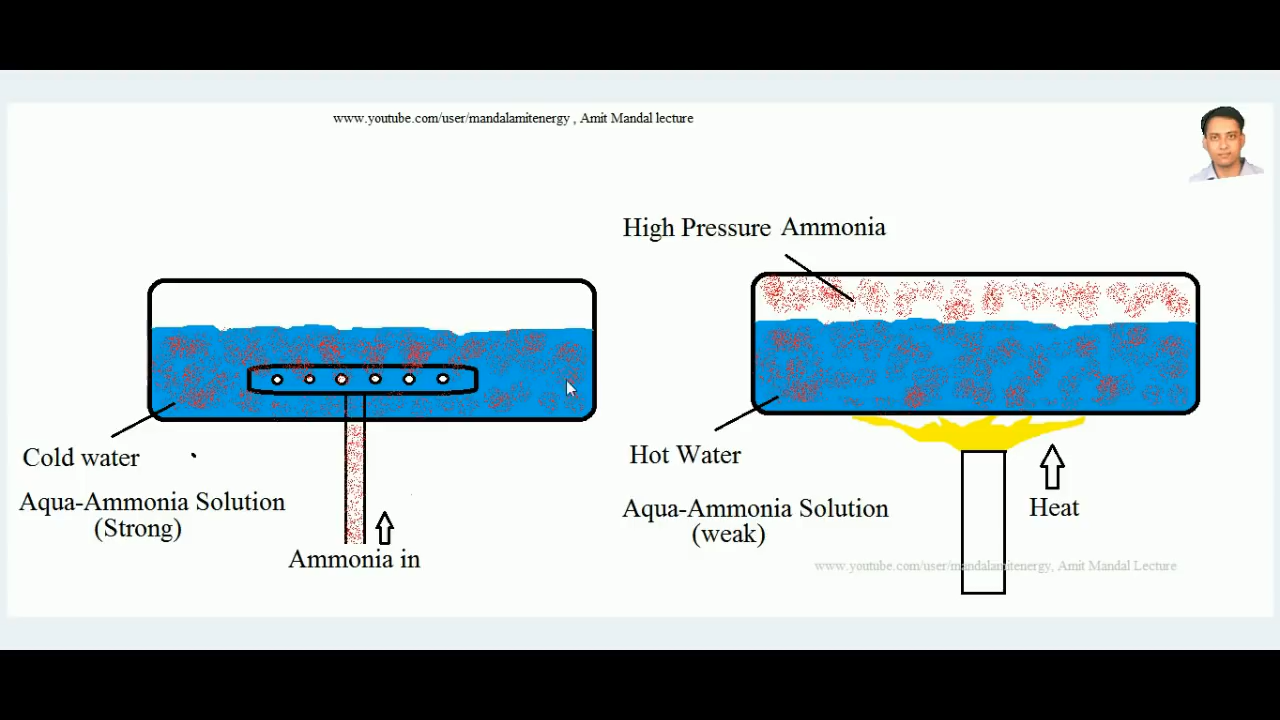 www.youtube.com/user/mandalamitenergy , Amit Mandal lecture
High Pressure Ammonia
Cold water
Aqua-Ammonia Solution
(Strong)
Ammonia in
Hot Water
Aqua-Ammonia Solution
(weak)
Heat
www.youtube.com/user/mandalamitenergy, Amit Mandal Lecture